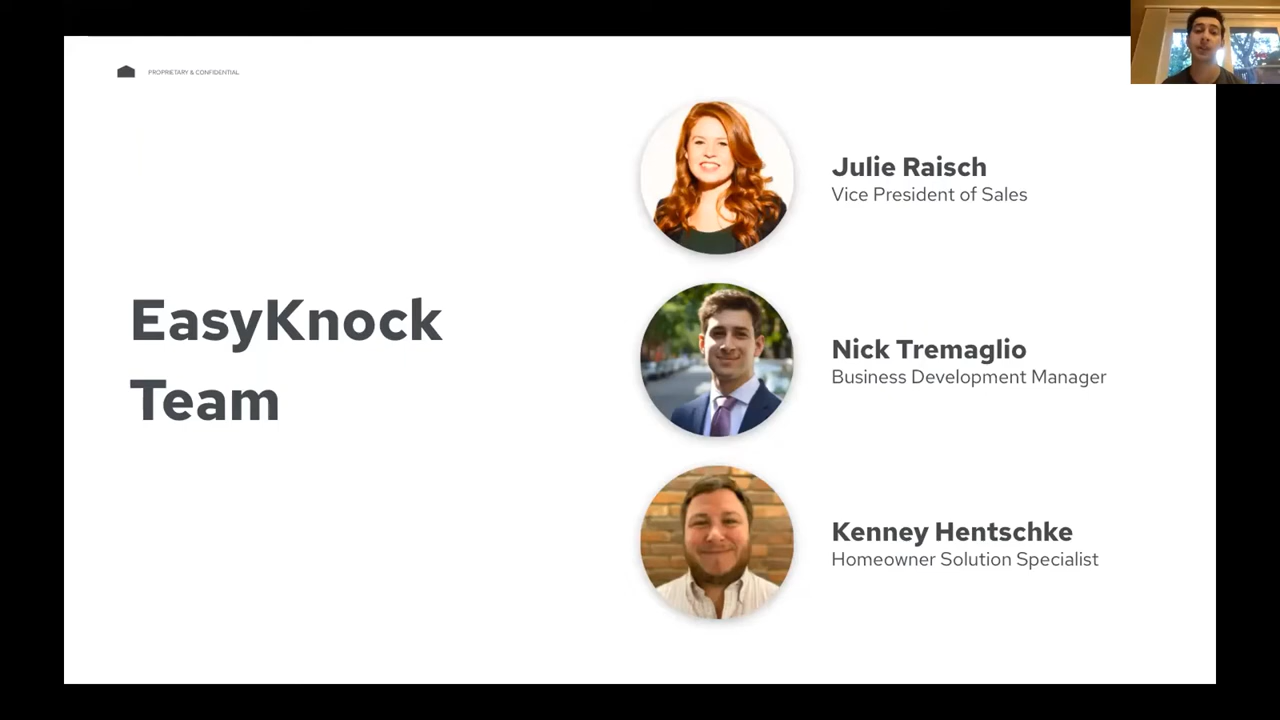 PROPRIETARY & CONFIDENTIAL
EasyKnock
Team
Julie Raisch
Vice President of Sales
Nick Tremaglio
Business Development Manager
Kenney Hentschke
Homeowner Solution Specialist